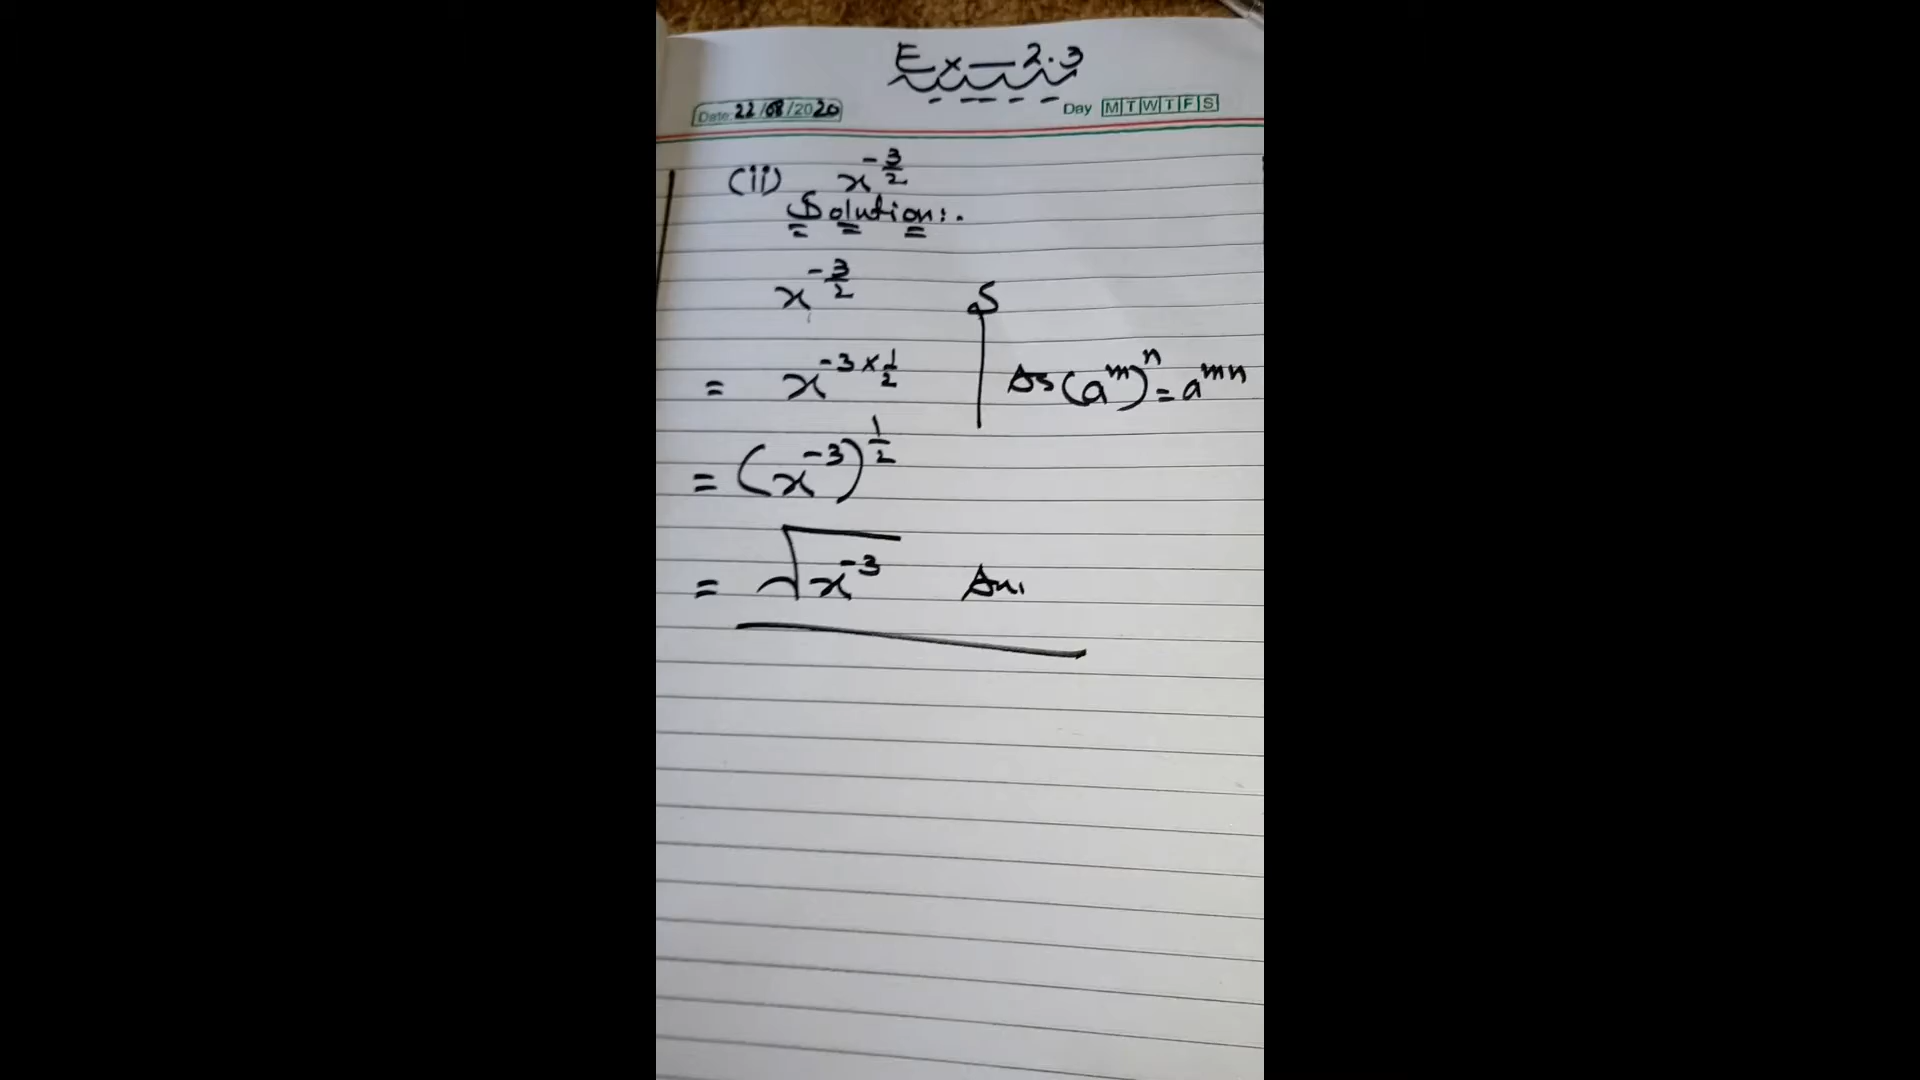 Ex — 2.3
Date: 22/08/2020 Day M T W T F S
(ii) x^{-3/2}
Solution:.
x^{-3/2} S
= x^{-3×1/2} As (a^m)^n = a^{mn}
= (x^{-3})^{1/2}
= √x^{-3} Ans